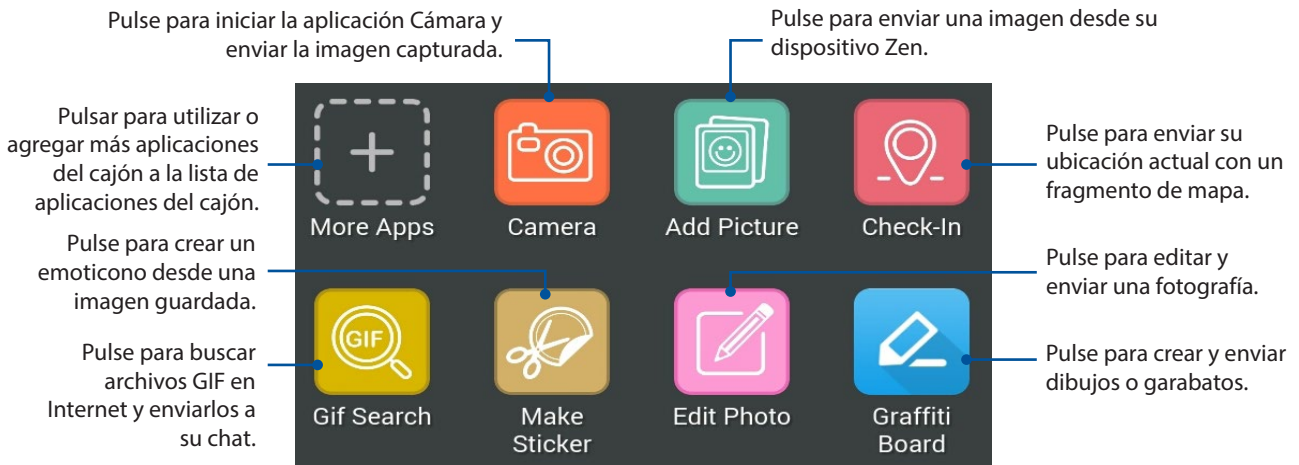 Pulse para iniciar la aplicación Cámara y
enviar la imagen capturada.
Pulse para enviar una imagen desde su
dispositivo Zen.
Pulsar para utilizar o
agregar más aplicaciones
del cajón a la lista de
aplicaciones del cajón.
Pulse para crear un
emoticono desde una
imagen guardada.
Pulse para buscar
archivos GIF en
Internet y enviarlos a
su chat.
More Apps
Camera
Add Picture
Check-In
GIF
Gif Search
Make
Sticker
Edit Photo
Graffiti
Board
Pulse para enviar su
ubicación actual con un
fragmento de mapa.
Pulse para editar y
enviar una fotografía.
Pulse para crear y enviar
dibujos o garabatos.